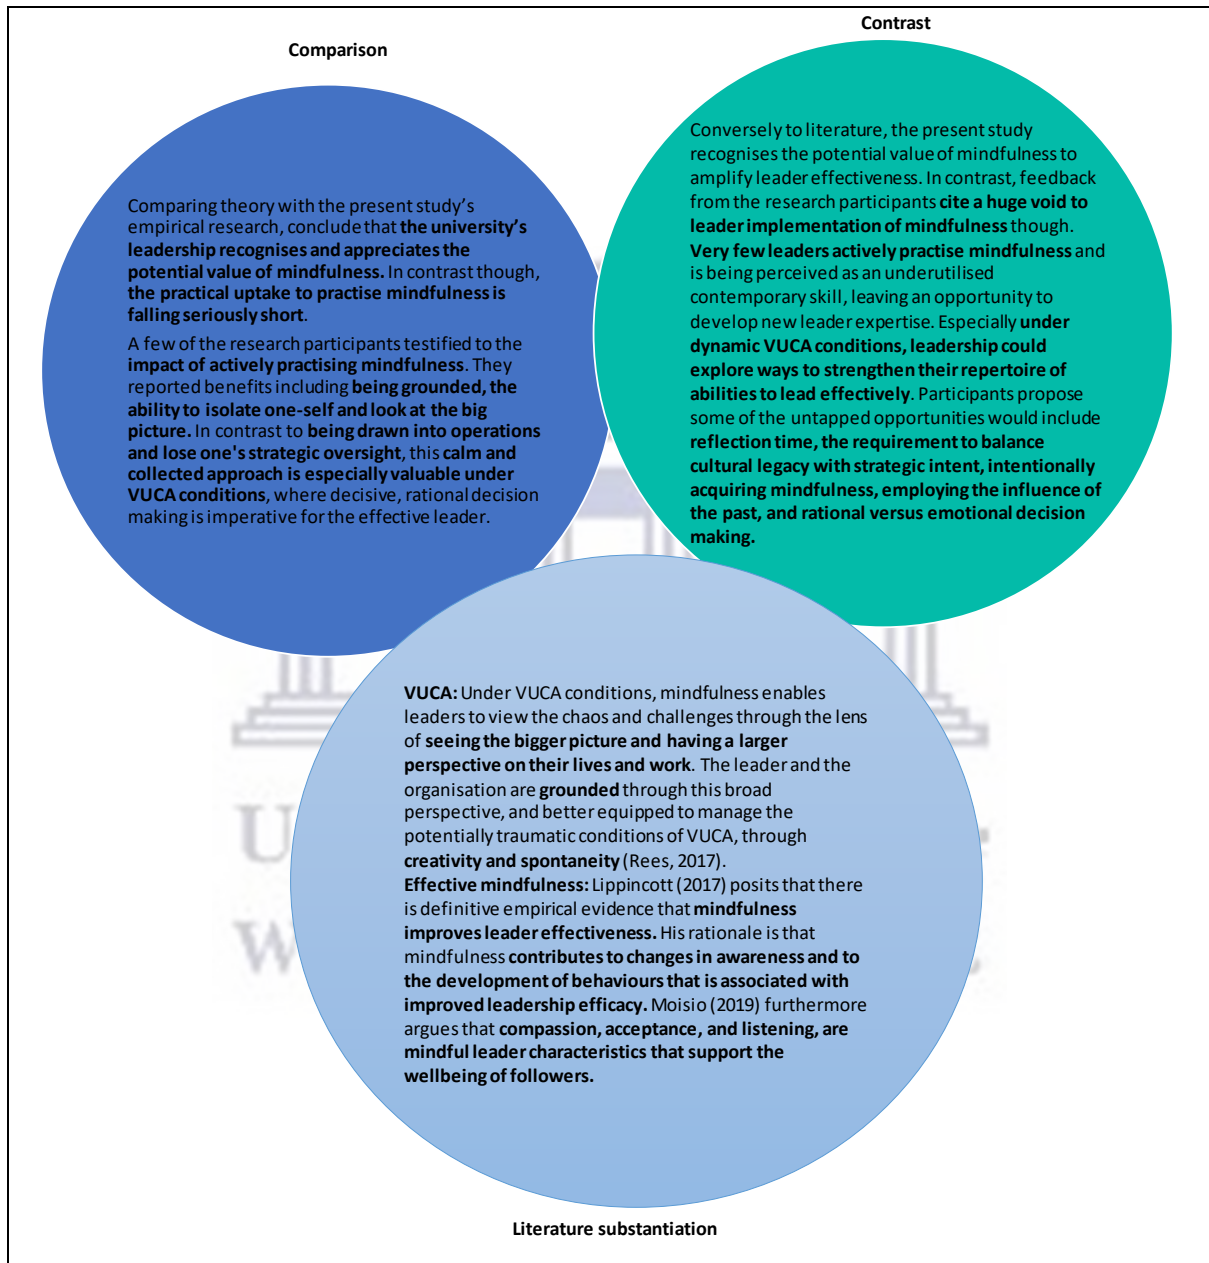 Comparison
Comparing theory with the present study's
empirical research, conclude that the university's
leadership recognises and appreciates the
potential value of mindfulness. In contrast though,
the practical uptake to practise mindfulness is
falling seriously short.
A few of the research participants testified to the
impact of actively practising mindfulness. They
reported benefits including being grounded, the
ability to isolate one-self and look at the big
picture. In contrast to being drawn into operations
and lose one's strategic oversight, this calm and
collected approach is especially valuable under
VUCA conditions, where decisive, rational decision
making is imperative for the effective leader.
Contrast
Conversely to literature, the present study
recognises the potential value of mindfulness to
amplify leader effectiveness. In contrast, feedback
from the research participants cite a huge void to
leader implementation of mindfulness though.
Very few leaders actively practise mindfulness and
is being perceived as an underutilised
contemporary skill, leaving an opportunity to
develop new leader expertise. Especially under
dynamic VUCA conditions, leadership could
explore ways to strengthen their repertoire of
abilities to lead effectively. Participants propose
some of the untapped opportunities would include
reflection time, the requirement to balance
cultural legacy with strategic intent, intentionally
acquiring mindfulness, employing the influence of
the past, and rational versus emotional decision
making.
VUCA: Under VUCA conditions, mindfulness enables
leaders to view the chaos and challenges through the lens
of seeing the bigger picture and having a larger
perspective on their lives and work. The leader and the
organisation are grounded through this broad
perspective, and better equipped to manage the
potentially traumatic conditions of VUCA, through
creativity and spontaneity (Rees, 2017).
Effective mindfulness: Lippincott (2017) posits that there
is definitive empirical evidence that mindfulness
improves leader effectiveness. His rationale is that
mindfulness contributes to changes in awareness and to
the development of behaviours that is associated with
improved leadership efficacy. Moisio (2019) furthermore
argues that compassion, acceptance, and listening, are
mindful leader characteristics that support the
wellbeing of followers.
Literature substantiation